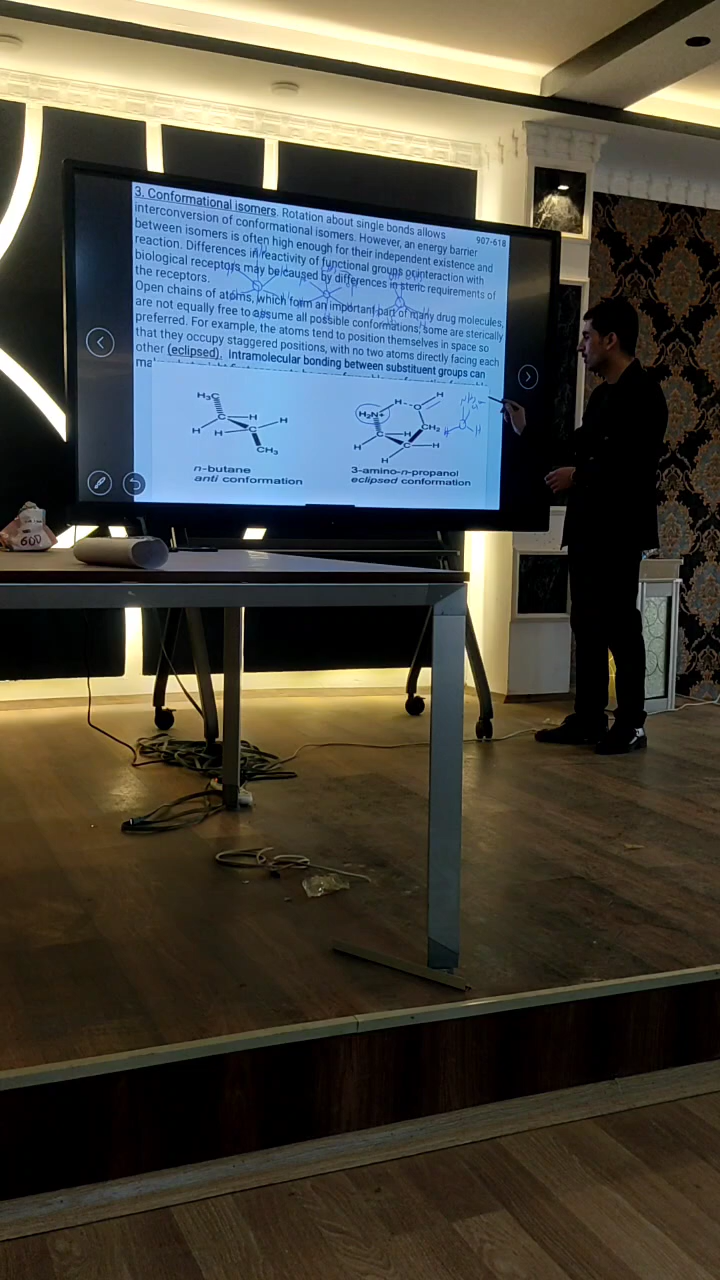 3. Conformational isomers. Rotation about single bonds allows
907-618
interconversion of conformational isomers. However, an energy barrier
between isomers is often high enough for their independent existence and
reaction. Differences in reactivity of functional groups or interaction with
biological receptors may be caused by differences in steric requirements of
the receptors.
Open chains of atoms, which form an important part of many drug molecules,
are not equally free to assume all possible conformations; some are sterically
preferred. For example, the atoms tend to position themselves in space so
that they occupy staggered positions, with no two atoms directly facing each
other (eclipsed). Intramolecular bonding between substituent groups can
H₃C
C H
H
H C
H
CH₃
n-butane
anti conformation
H
H O
H₂N+
CH₂
C H
H
C H
H
3-amino-n-propanol
eclipsed conformation
H H
600